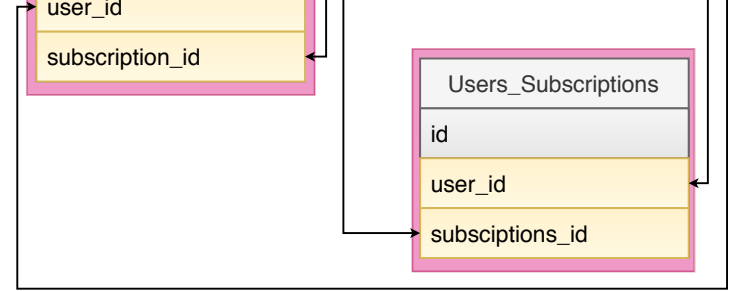 user_id
subscription_id
Users_Subscriptions
id
user_id
subsciptions_id